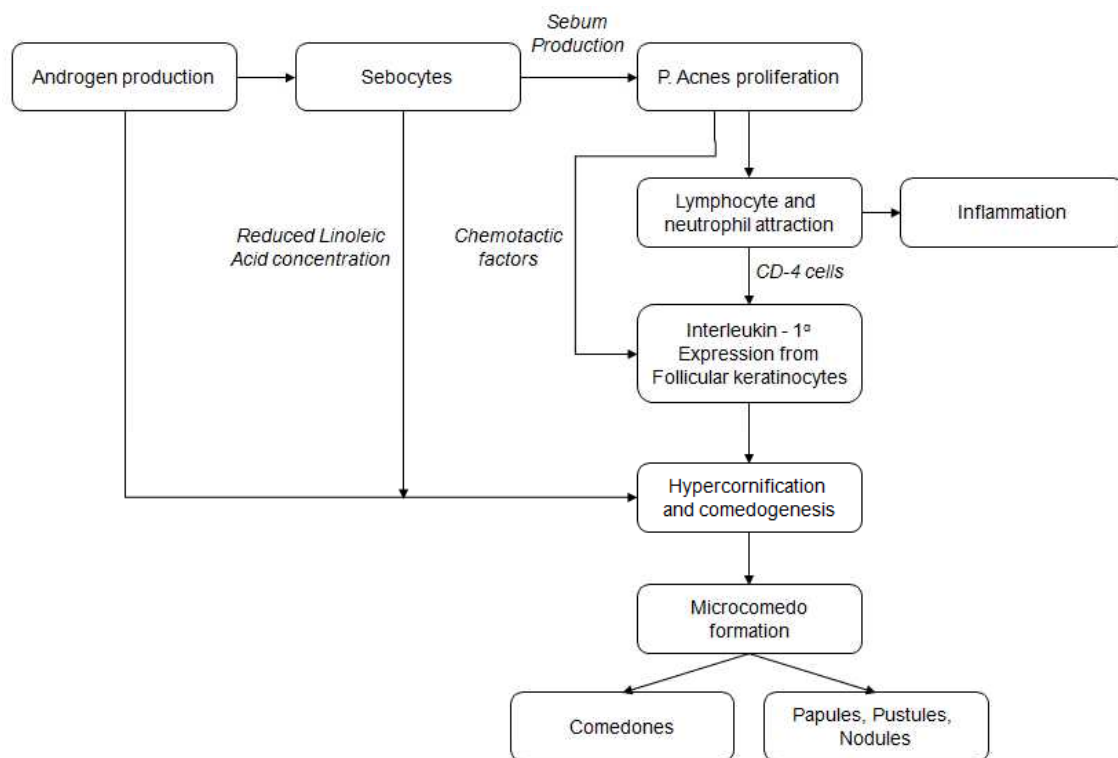 Sebum
Production
Androgen production
Sebocytes
P. Acnes proliferation
Lymphocyte and
neutrophil attraction
Inflammation
Reduced Linoleic
Acid concentration
Chemotactic
factors
CD-4 cells
Interleukin - 1ᵅ
Expression from
Follicular keratinocytes
Hypercornification
and comedogenesis
Microcomedo
formation
Comedones
Papules, Pustules,
Nodules